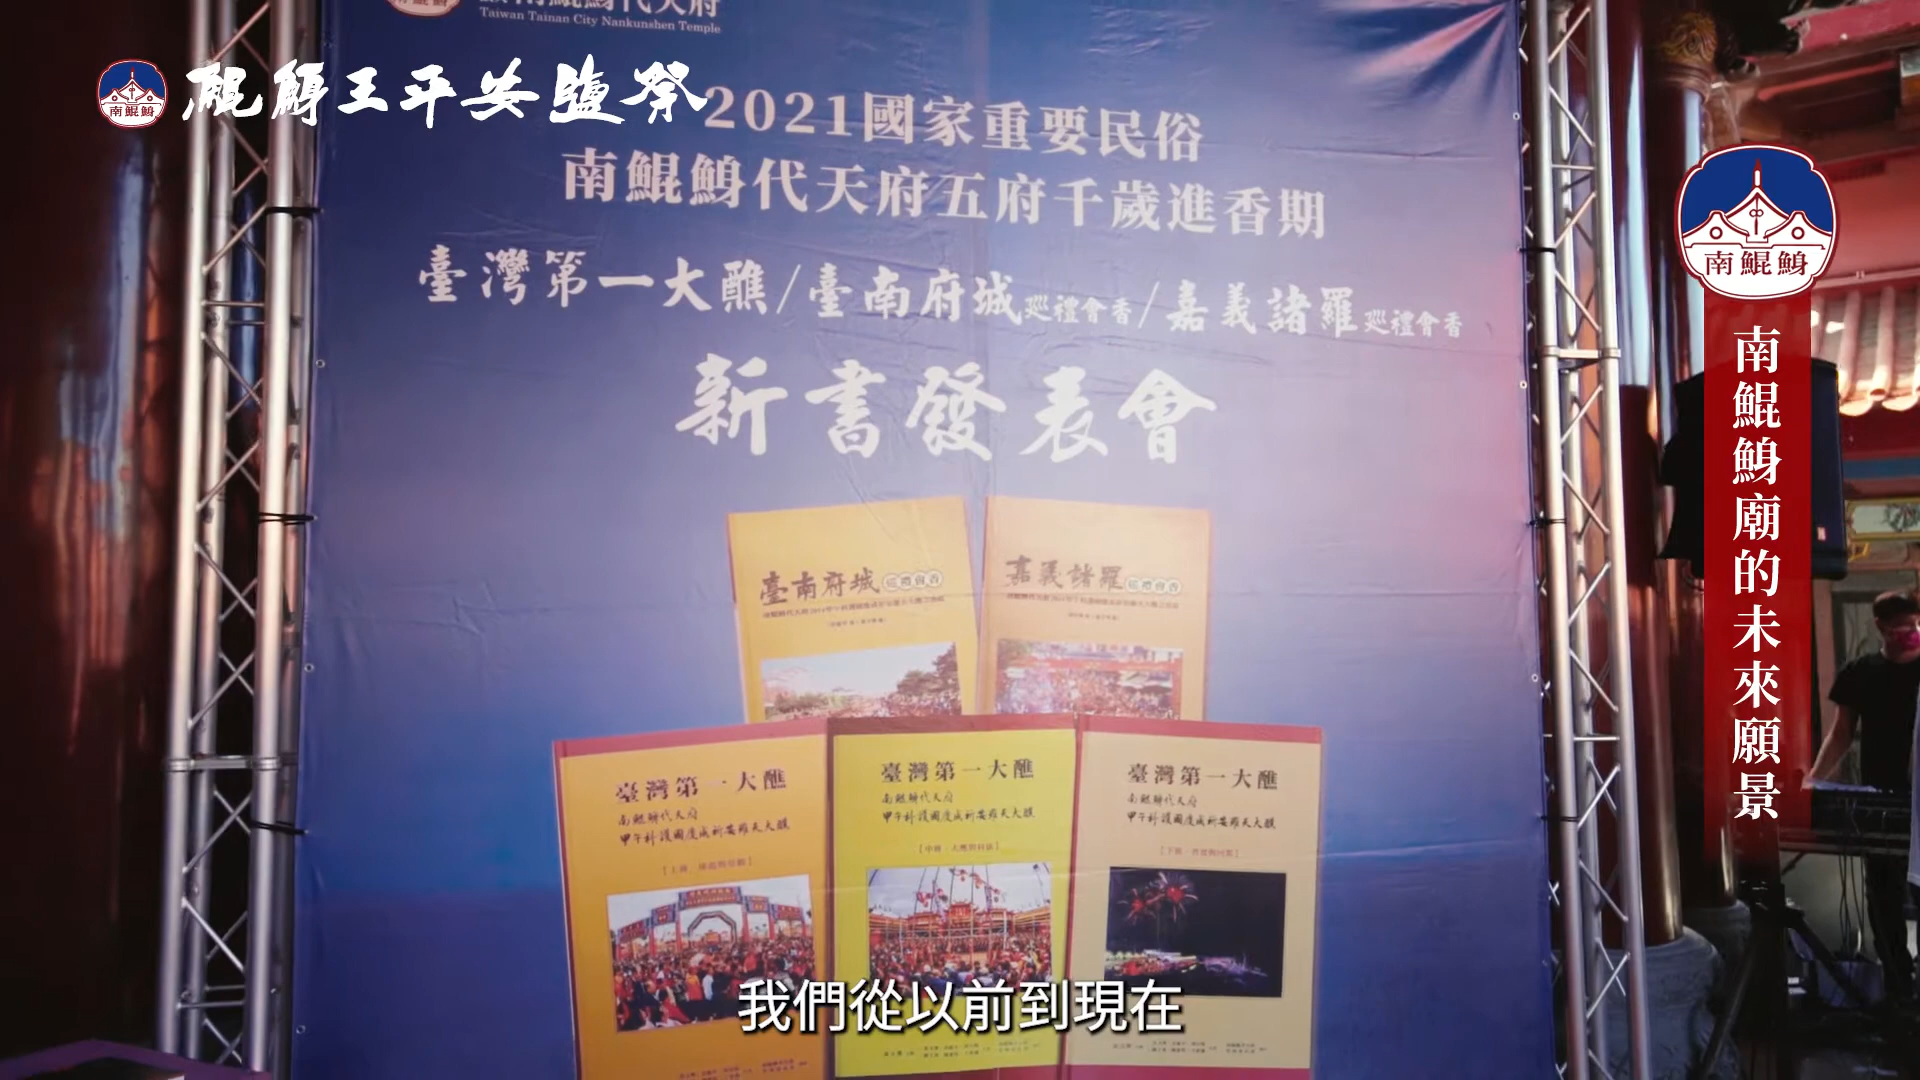 Taiwan Tainan City Nankunshen Temple
南鯤鯓
鯤鯓王平安鹽祭
2021國家重要民俗
南鯤鯓代天府五府千歲進香期
臺灣第一大醮/臺南府城巡禮會香/嘉義諸羅巡禮會香
新書發表會
臺南府城巡禮會香
嘉義諸羅巡禮會香
臺灣第一大醮
南鯤鯓代天府
甲午科護國慶成祈安羅天大醮
臺灣第一大醮
南鯤鯓代天府
甲午科護國慶成祈安羅天大醮
臺灣第一大醮
南鯤鯓代天府
甲午科護國慶成祈安羅天大醮
南鯤鯓
南鯤鯓廟的未來願景
我們從以前到現在